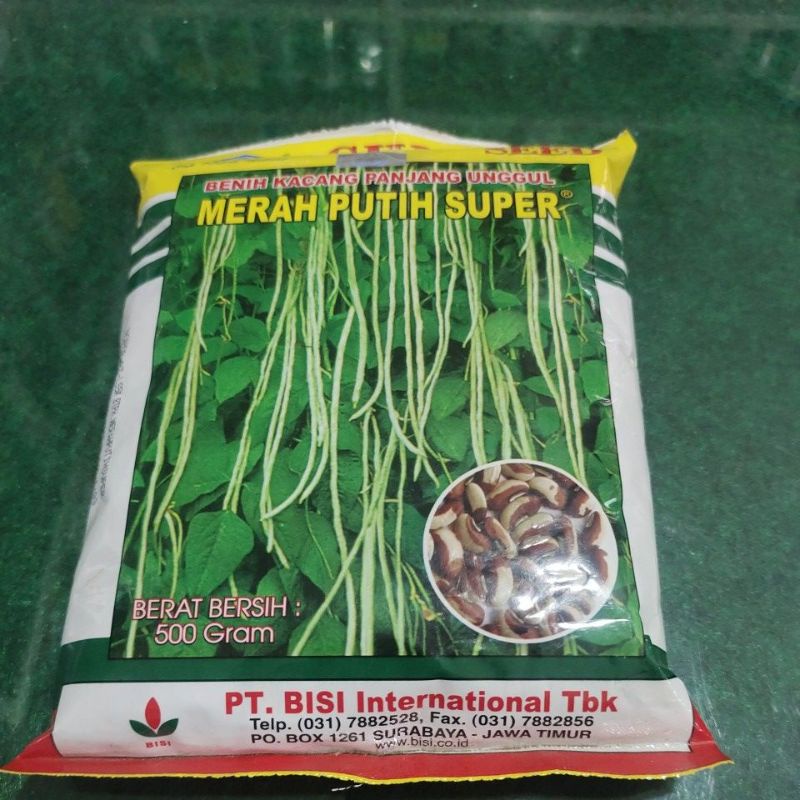 BENIH KACANG PANJANG UNGGUL
MERAH PUTIH SUPER®
BERAT BERSIH :
500 Gram
BISI
PT. BISI International Tbk
Telp. (031) 7882528, Fax. (031) 7882856
PO. BOX 1261 SURABAYA - JAWA TIMUR
www.bisi.co.id